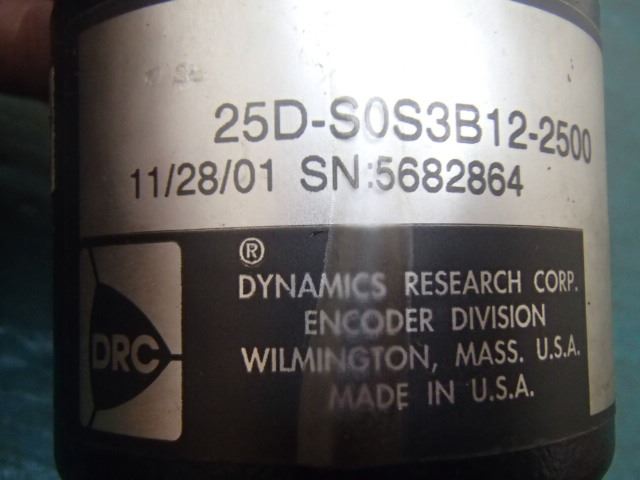 25D-S0S3B12-2500
11/28/01 SN:5682864
®
DYNAMICS RESEARCH CORP.
ENCODER DIVISION
WILMINGTON, MASS. U.S.A.
MADE IN U.S.A.
DRC